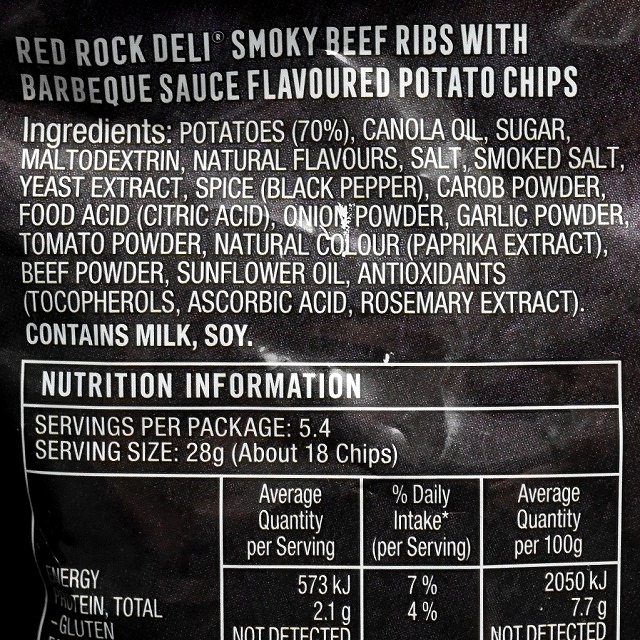 RED ROCK DELI® SMOKY BEEF RIBS WITH
BARBEQUE SAUCE FLAVOURED POTATO CHIPS
Ingredients: POTATOES (70%), CANOLA OIL, SUGAR,
MALTODEXTRIN, NATURAL FLAVOURS, SALT, SMOKED SALT,
YEAST EXTRACT, SPICE (BLACK PEPPER), CAROB POWDER,
FOOD ACID (CITRIC ACID), ONION POWDER, GARLIC POWDER,
TOMATO POWDER, NATURAL COLOUR (PAPRIKA EXTRACT),
BEEF POWDER, SUNFLOWER OIL, ANTIOXIDANTS
(TOCOPHEROLS, ASCORBIC ACID, ROSEMARY EXTRACT).
CONTAINS MILK, SOY.
NUTRITION INFORMATION
SERVINGS PER PACKAGE: 5.4
SERVING SIZE: 28g (About 18 Chips)
Average Quantity per Serving % Daily Intake* (per Serving) Average Quantity per 100g
ENERGY 573 kJ 7 % 2050 kJ
PROTEIN, TOTAL 2.1 g 4 % 7.7 g
-GLUTEN NOT DETECTED NOT DETECTED